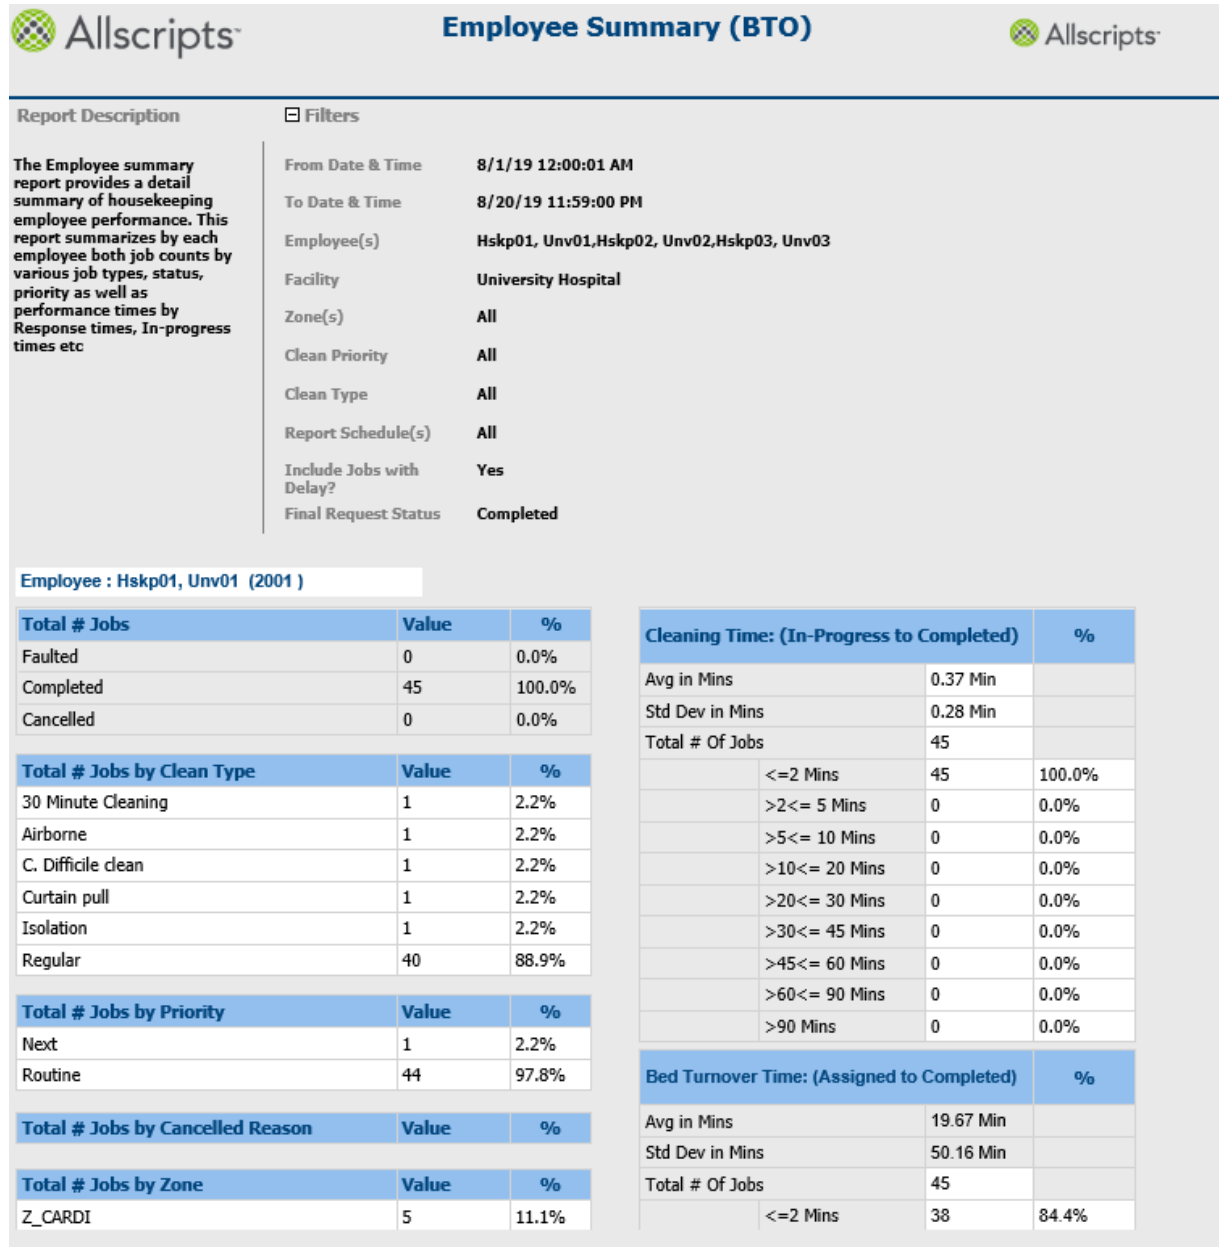 Allscripts™
Employee Summary (BTO)
Allscripts™
Report Description
The Employee summary
report provides a detail
summary of housekeeping
employee performance. This
report summarizes by each
employee both job counts by
various job types, status,
priority as well as
performance times by
Response times, In-progress
times etc
Filters
From Date & Time 8/1/19 12:00:01 AM
To Date & Time 8/20/19 11:59:00 PM
Employee(s) Hskp01, Unv01,Hskp02, Unv02,Hskp03, Unv03
Facility University Hospital
Zone(s) All
Clean Priority All
Clean Type All
Report Schedule(s) All
Include Jobs with Yes
Delay?
Final Request Status Completed
Employee : Hskp01, Unv01 (2001 )
Total # Jobs Value %
Faulted 0 0.0%
Completed 45 100.0%
Cancelled 0 0.0%
Total # Jobs by Clean Type Value %
30 Minute Cleaning 1 2.2%
Airborne 1 2.2%
C. Difficile clean 1 2.2%
Curtain pull 1 2.2%
Isolation 1 2.2%
Regular 40 88.9%
Total # Jobs by Priority Value %
Next 1 2.2%
Routine 44 97.8%
Total # Jobs by Cancelled Reason Value %
Total # Jobs by Zone Value %
Z_CARDI 5 11.1%
Cleaning Time: (In-Progress to Completed) %
Avg in Mins 0.37 Min
Std Dev in Mins 0.28 Min
Total # Of Jobs 45
<=2 Mins 45 100.0%
>2<= 5 Mins 0 0.0%
>5<= 10 Mins 0 0.0%
>10<= 20 Mins 0 0.0%
>20<= 30 Mins 0 0.0%
>30<= 45 Mins 0 0.0%
>45<= 60 Mins 0 0.0%
>60<= 90 Mins 0 0.0%
>90 Mins 0 0.0%
Bed Turnover Time: (Assigned to Completed) %
Avg in Mins 19.67 Min
Std Dev in Mins 50.16 Min
Total # Of Jobs 45
<=2 Mins 38 84.4%